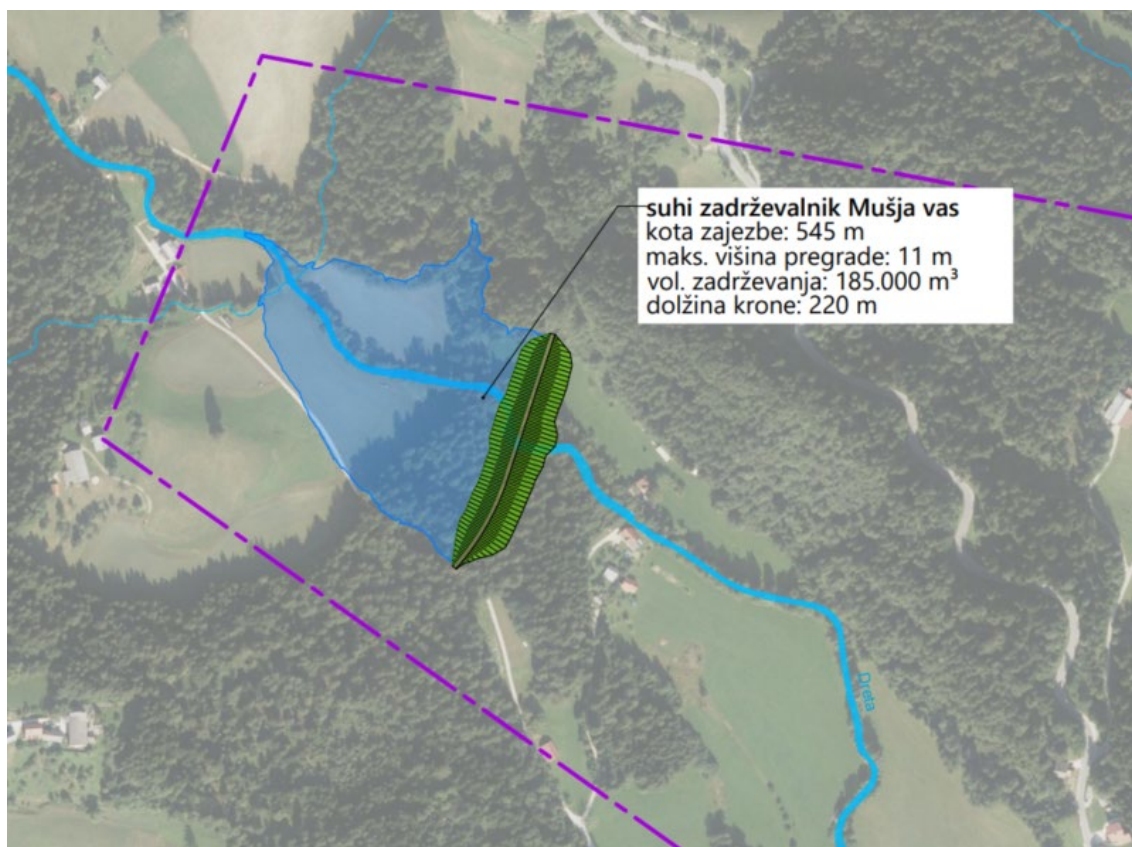 suhi zadrževalnik Mušja vas
kota zajezbe: 545 m
maks. višina pregrade: 11 m
vol. zadrževanja: 185.000 m³
dolžina krone: 220 m
Dreta